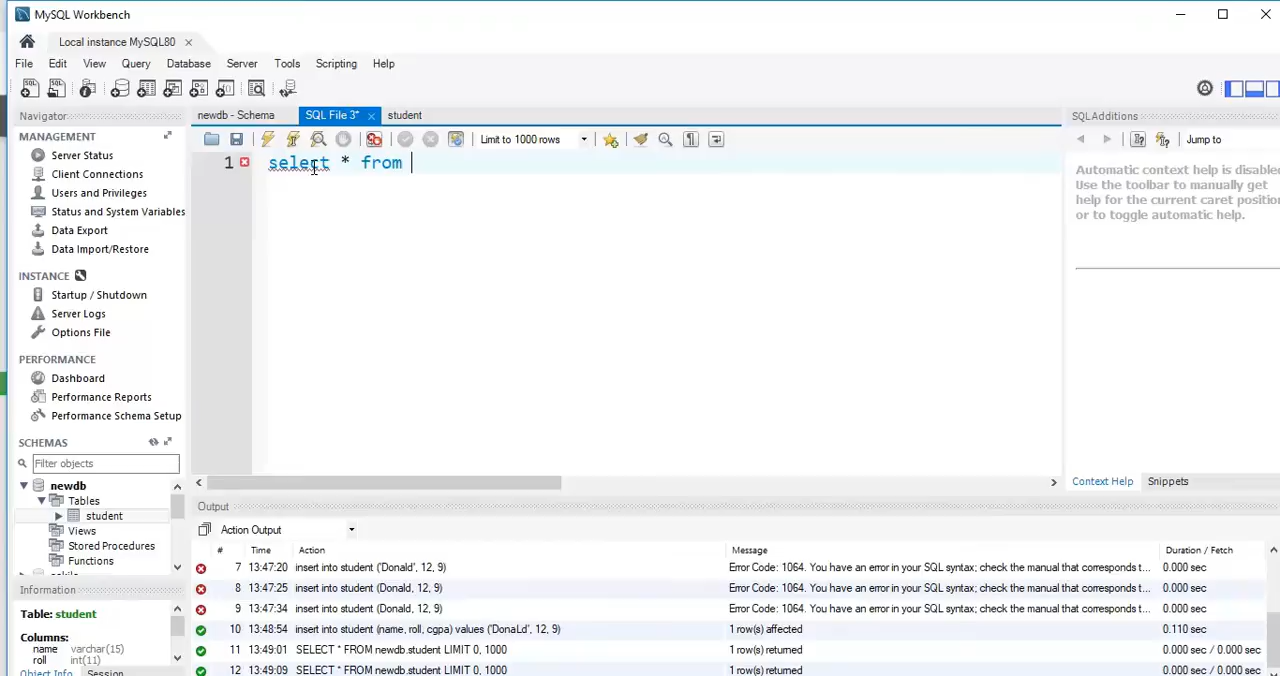 MySQL Workbench
Local instance MySQL80
File Edit View Query Database Server Tools Scripting Help
Navigator
newdb - Schema SQL File 3* student
SQLAdditions
MANAGEMENT
Limit to 1000 rows
Jump to
Server Status
1 select * from
Client Connections
Users and Privileges
Status and System Variables
Data Export
Data Import/Restore
Automatic context help is disabled
Use the toolbar to manually get
help for the current caret position
or to toggle automatic help.
INSTANCE
Startup / Shutdown
Server Logs
Options File
PERFORMANCE
Dashboard
Performance Reports
Performance Schema Setup
SCHEMAS
Filter objects
newdb
Tables
student
Views
Stored Procedures
Functions
Context Help Snippets
Output
Action Output
# Time Action Message Duration / Fetch
7 13:47:20 insert into student ('Donald', 12, 9) Error Code: 1064. You have an error in your SQL syntax; check the manual that corresponds t... 0.000 sec
8 13:47:25 insert into student (Donald, 12, 9) Error Code: 1064. You have an error in your SQL syntax; check the manual that corresponds t... 0.000 sec
9 13:47:34 insert into student (Donald, 12, 9) Error Code: 1064. You have an error in your SQL syntax; check the manual that corresponds t... 0.000 sec
10 13:48:54 insert into student (name, roll, cgpa) values ('DonaLd', 12, 9) 1 row(s) affected 0.110 sec
11 13:49:01 SELECT * FROM newdb.student LIMIT 0, 1000 1 row(s) returned 0.000 sec / 0.000 sec
12 13:49:09 SELECT * FROM newdb.student LIMIT 0, 1000 1 row(s) returned 0.000 sec / 0.000 sec
Information
Table: student
Columns:
name varchar(15)
roll int(11)
Object Info Session